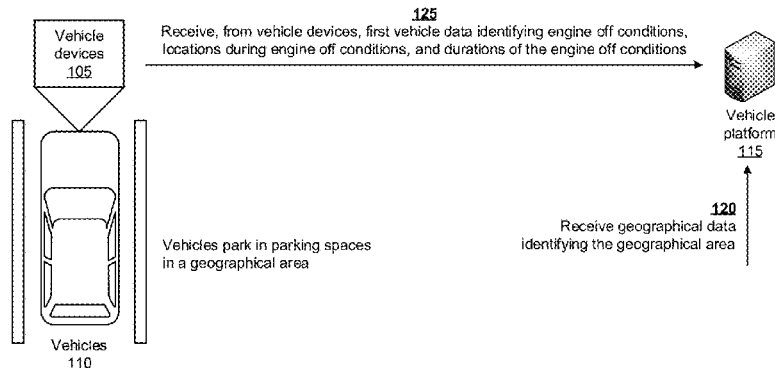 125
Vehicle
devices
105
Receive, from vehicle devices, first vehicle data identifying engine off conditions,
locations during engine off conditions, and durations of the engine off conditions
Vehicle
platform
115
120
Receive geographical data
identifying the geographical area
Vehicles park in parking spaces
in a geographical area
Vehicles
110